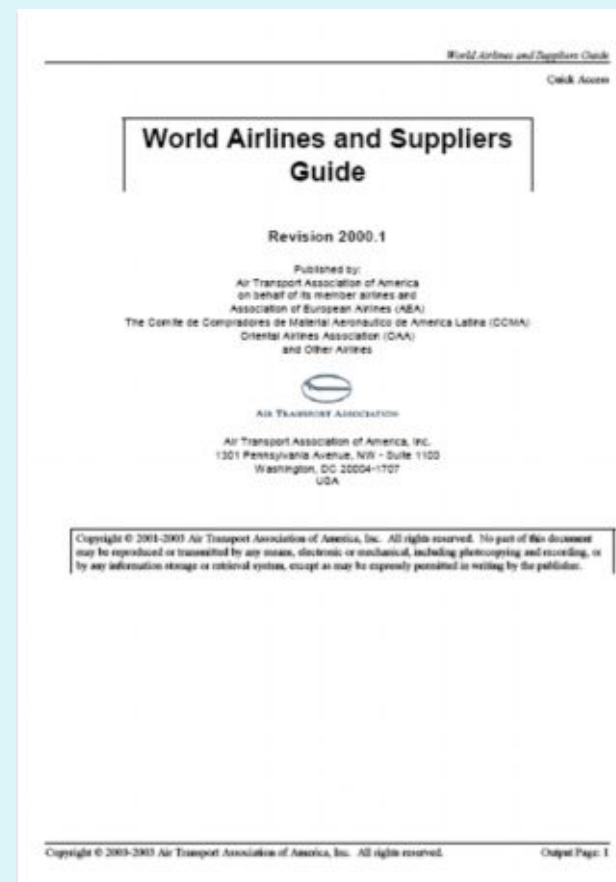 World Airlines and Suppliers Guide
Quick Access
World Airlines and Suppliers
Guide
Revision 2000.1
Published by:
Air Transport Association of America
on behalf of its member airlines and
Association of European Airlines (AEA)
The Comite de Compradores de Material Aeronautico de America Latina (CCMA)
Oriental Airlines Association (OAA)
and Other Airlines
AIR TRANSPORT ASSOCIATION
Air Transport Association of America, Inc.
1301 Pennsylvania Avenue, NW - Suite 1100
Washington, DC 20004-1707
USA
Copyright © 2001-2003 Air Transport Association of America, Inc. All rights reserved. No part of this document
may be reproduced or transmitted by any means, electronic or mechanical, including photocopying and recording, or
by any information storage or retrieval system, except as may be expressly permitted in writing by the publisher.
Copyright © 2003-2003 Air Transport Association of America, Inc. All rights reserved. Output Page: 1